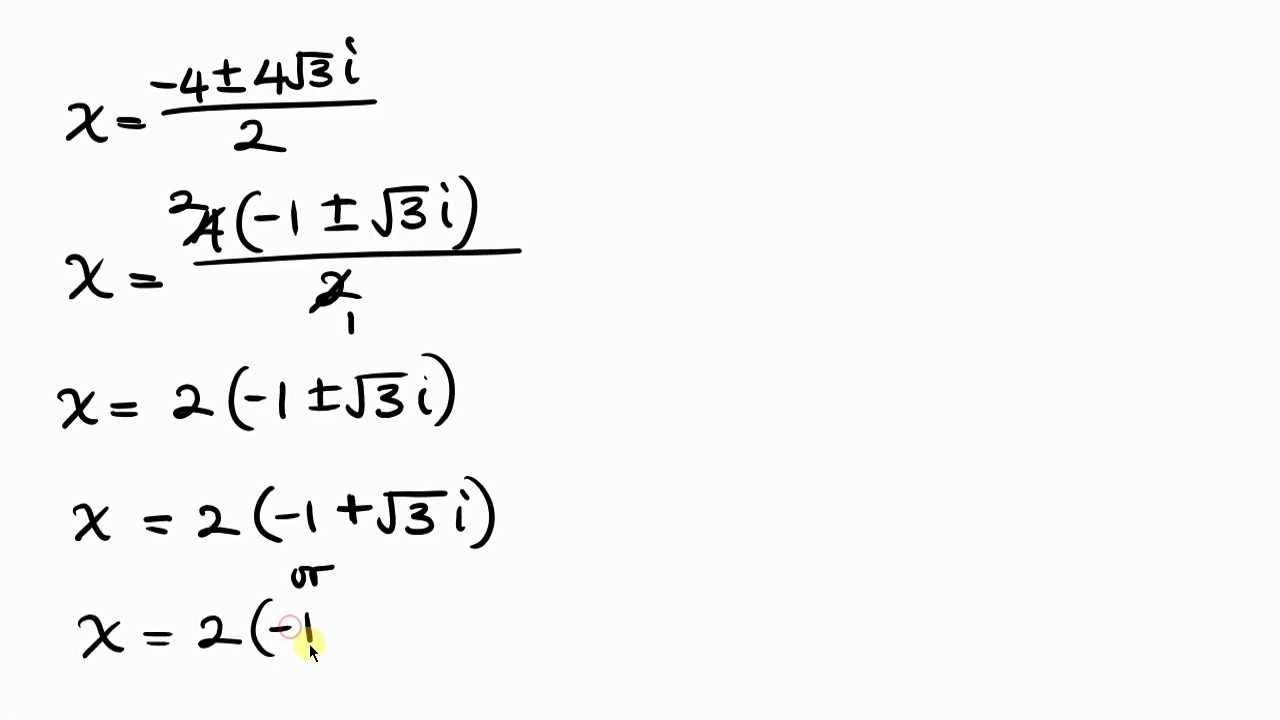 x = -4 ± 4√3 i
2
x = 2 4 (-1 ± √3 i)
2
1
x = 2 (-1 ± √3 i)
x = 2 (-1 + √3 i)
or
x = 2 (-1